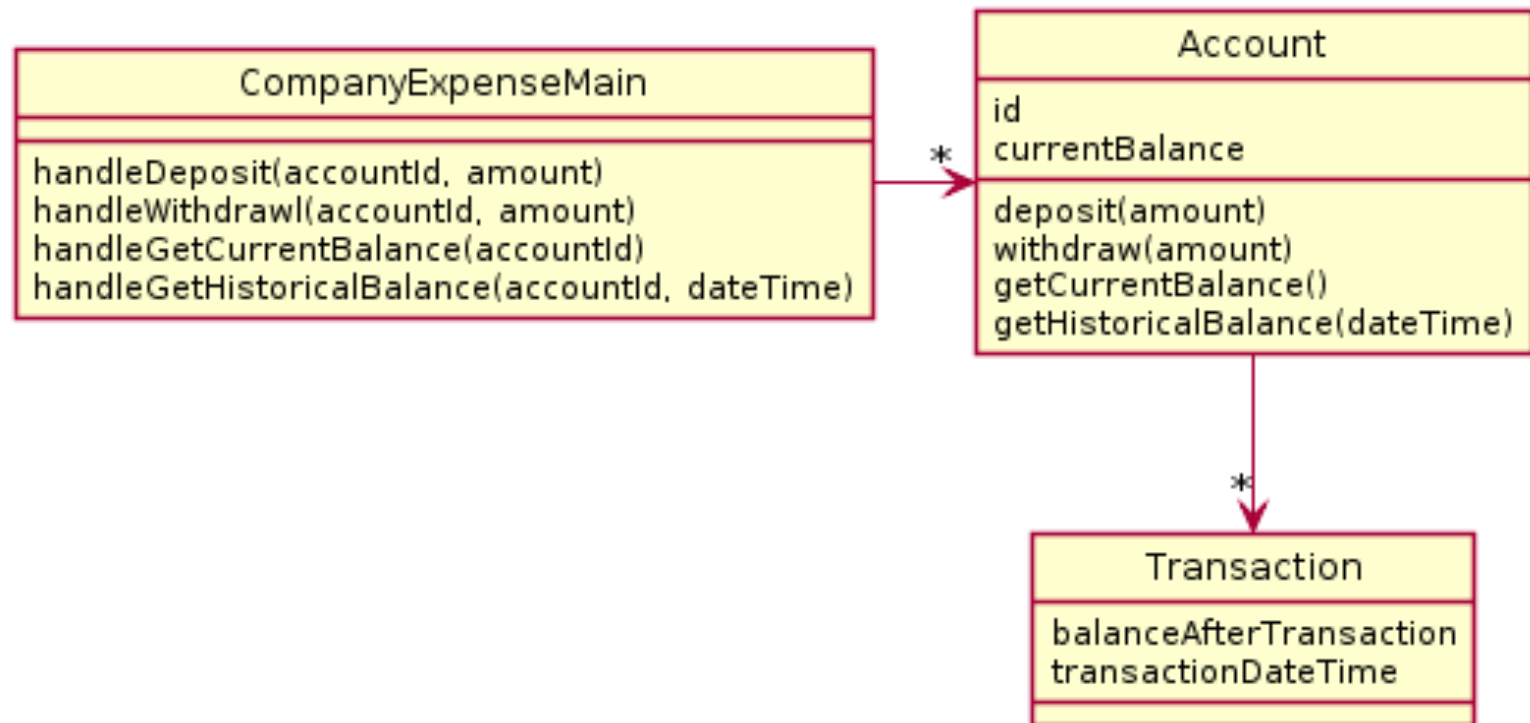 CompanyExpenseMain
handleDeposit(accountId, amount)
handleWithdrawl(accountId, amount)
handleGetCurrentBalance(accountId)
handleGetHistoricalBalance(accountId, dateTime)
*
Account
id
currentBalance
deposit(amount)
withdraw(amount)
getCurrentBalance()
getHistoricalBalance(dateTime)
*
Transaction
balanceAfterTransaction
transactionDateTime